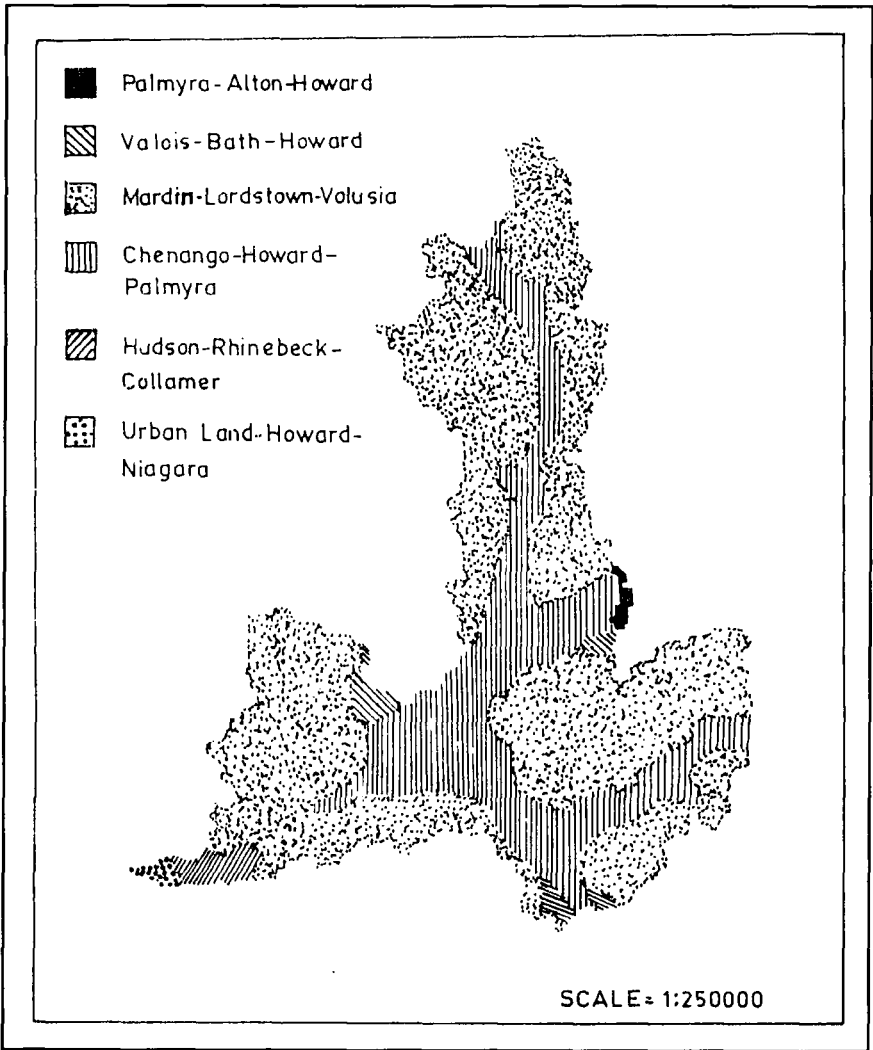 Palmyra-Alton-Howard
Valois-Bath-Howard
Mardin-Lordstown-Volusia
Chenango-Howard-
Palmyra
Hudson-Rhinebeck-
Collamer
Urban Land-Howard-
Niagara
SCALE= 1:250000